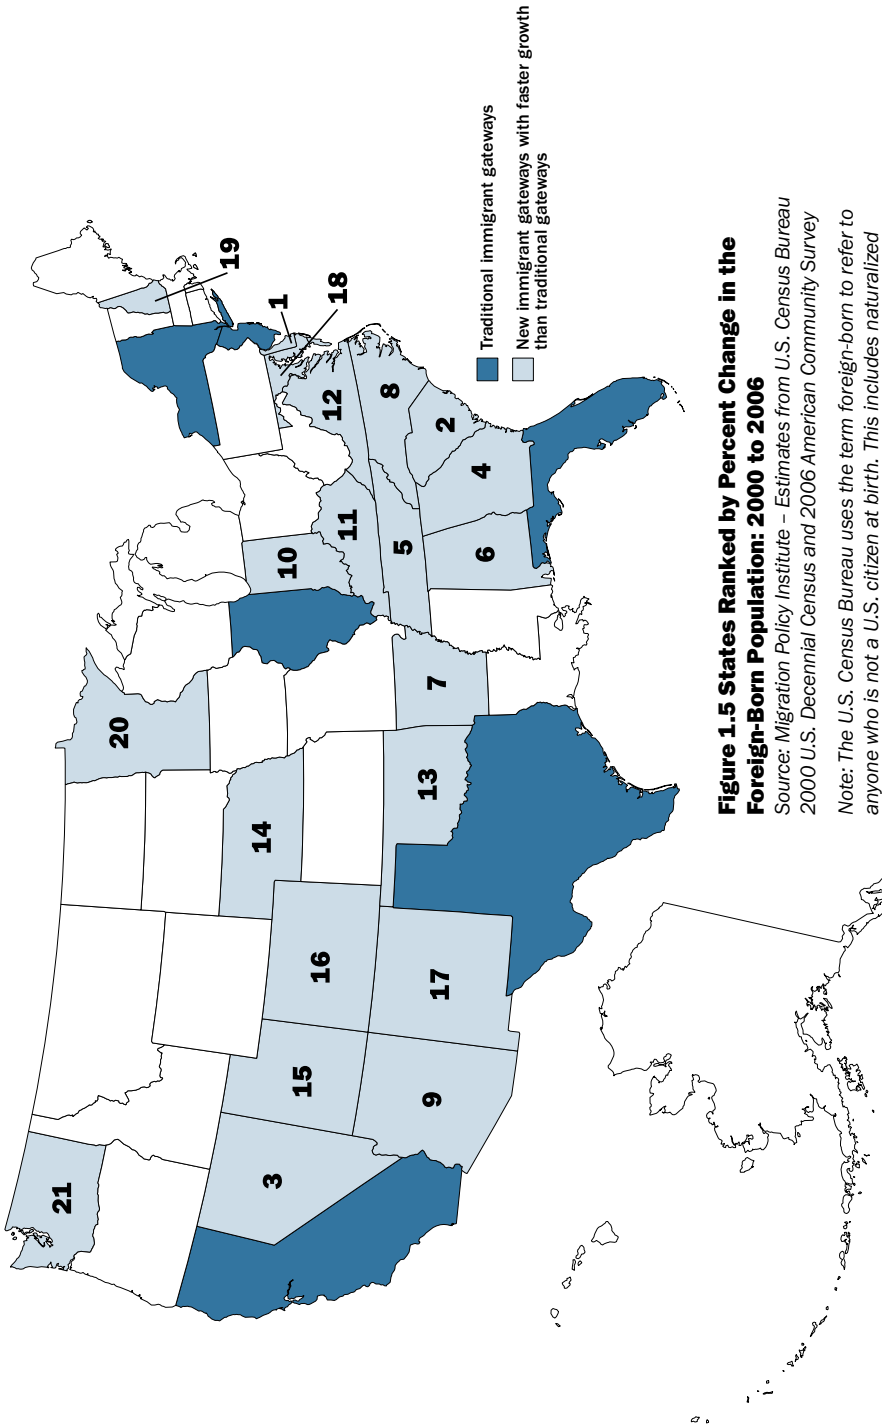 21
3
15
9
16
17
14
13
20
7
10
11
5
6
4
2
8
12
18
1
19
Traditional immigrant gateways
New immigrant gateways with faster growth
than traditional gateways
Figure 1.5 States Ranked by Percent Change in the
Foreign-Born Population: 2000 to 2006
Source: Migration Policy Institute – Estimates from U.S. Census Bureau
2000 U.S. Decennial Census and 2006 American Community Survey
Note: The U.S. Census Bureau uses the term foreign-born to refer to
anyone who is not a U.S. citizen at birth. This includes naturalized